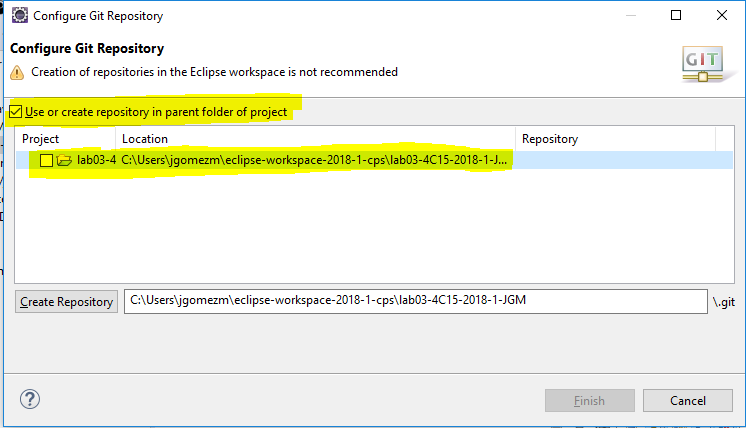 Configure Git Repository
Configure Git Repository
Creation of repositories in the Eclipse workspace is not recommended
GIT
Use or create repository in parent folder of project
Project Location Repository
lab03-4 C:\Users\jgomezm\eclipse-workspace-2018-1-cps\lab03-4C15-2018-1-J...
Create Repository C:\Users\jgomezm\eclipse-workspace-2018-1-cps\lab03-4C15-2018-1-JGM \.git
? Finish Cancel